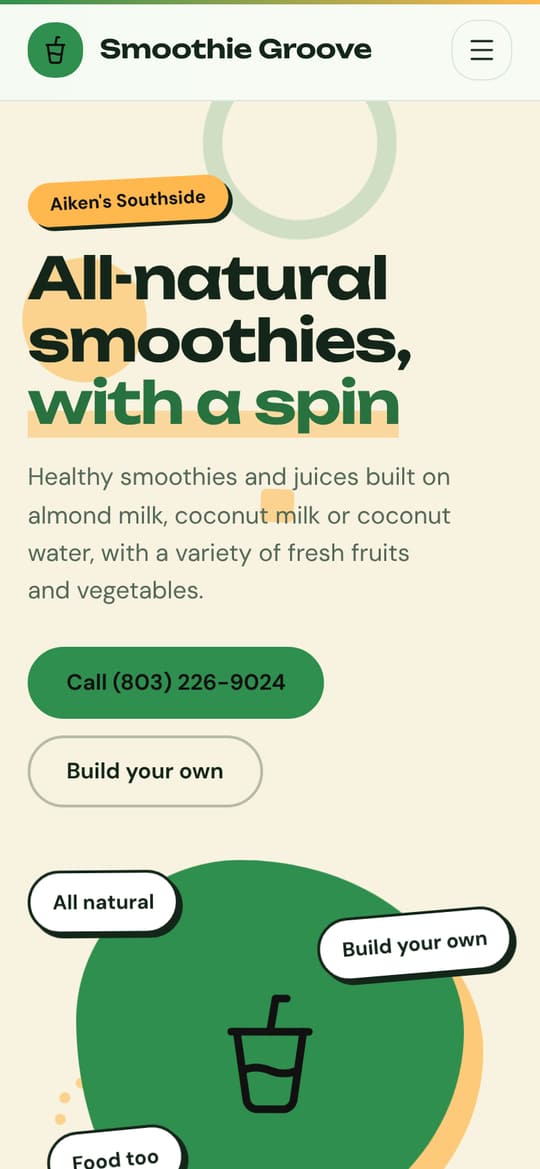 Smoothie Groove
Aiken's Southside
All-natural
smoothies,
with a spin
Healthy smoothies and juices built on
almond milk, coconut milk or coconut
water, with a variety of fresh fruits
and vegetables.
Call (803) 226-9024
Build your own
All natural
Build your own
Food too